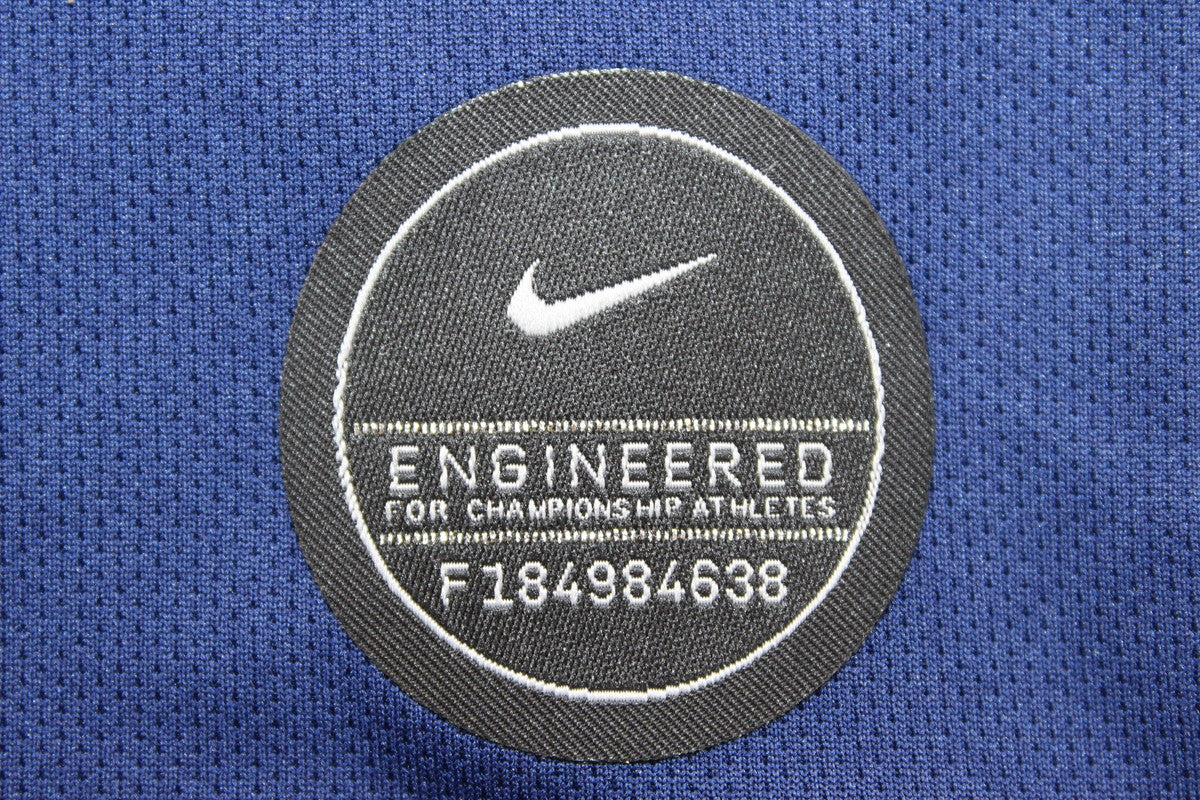 ENGINEERED
FOR CHAMPIONSHIP ATHLETES
F184984638